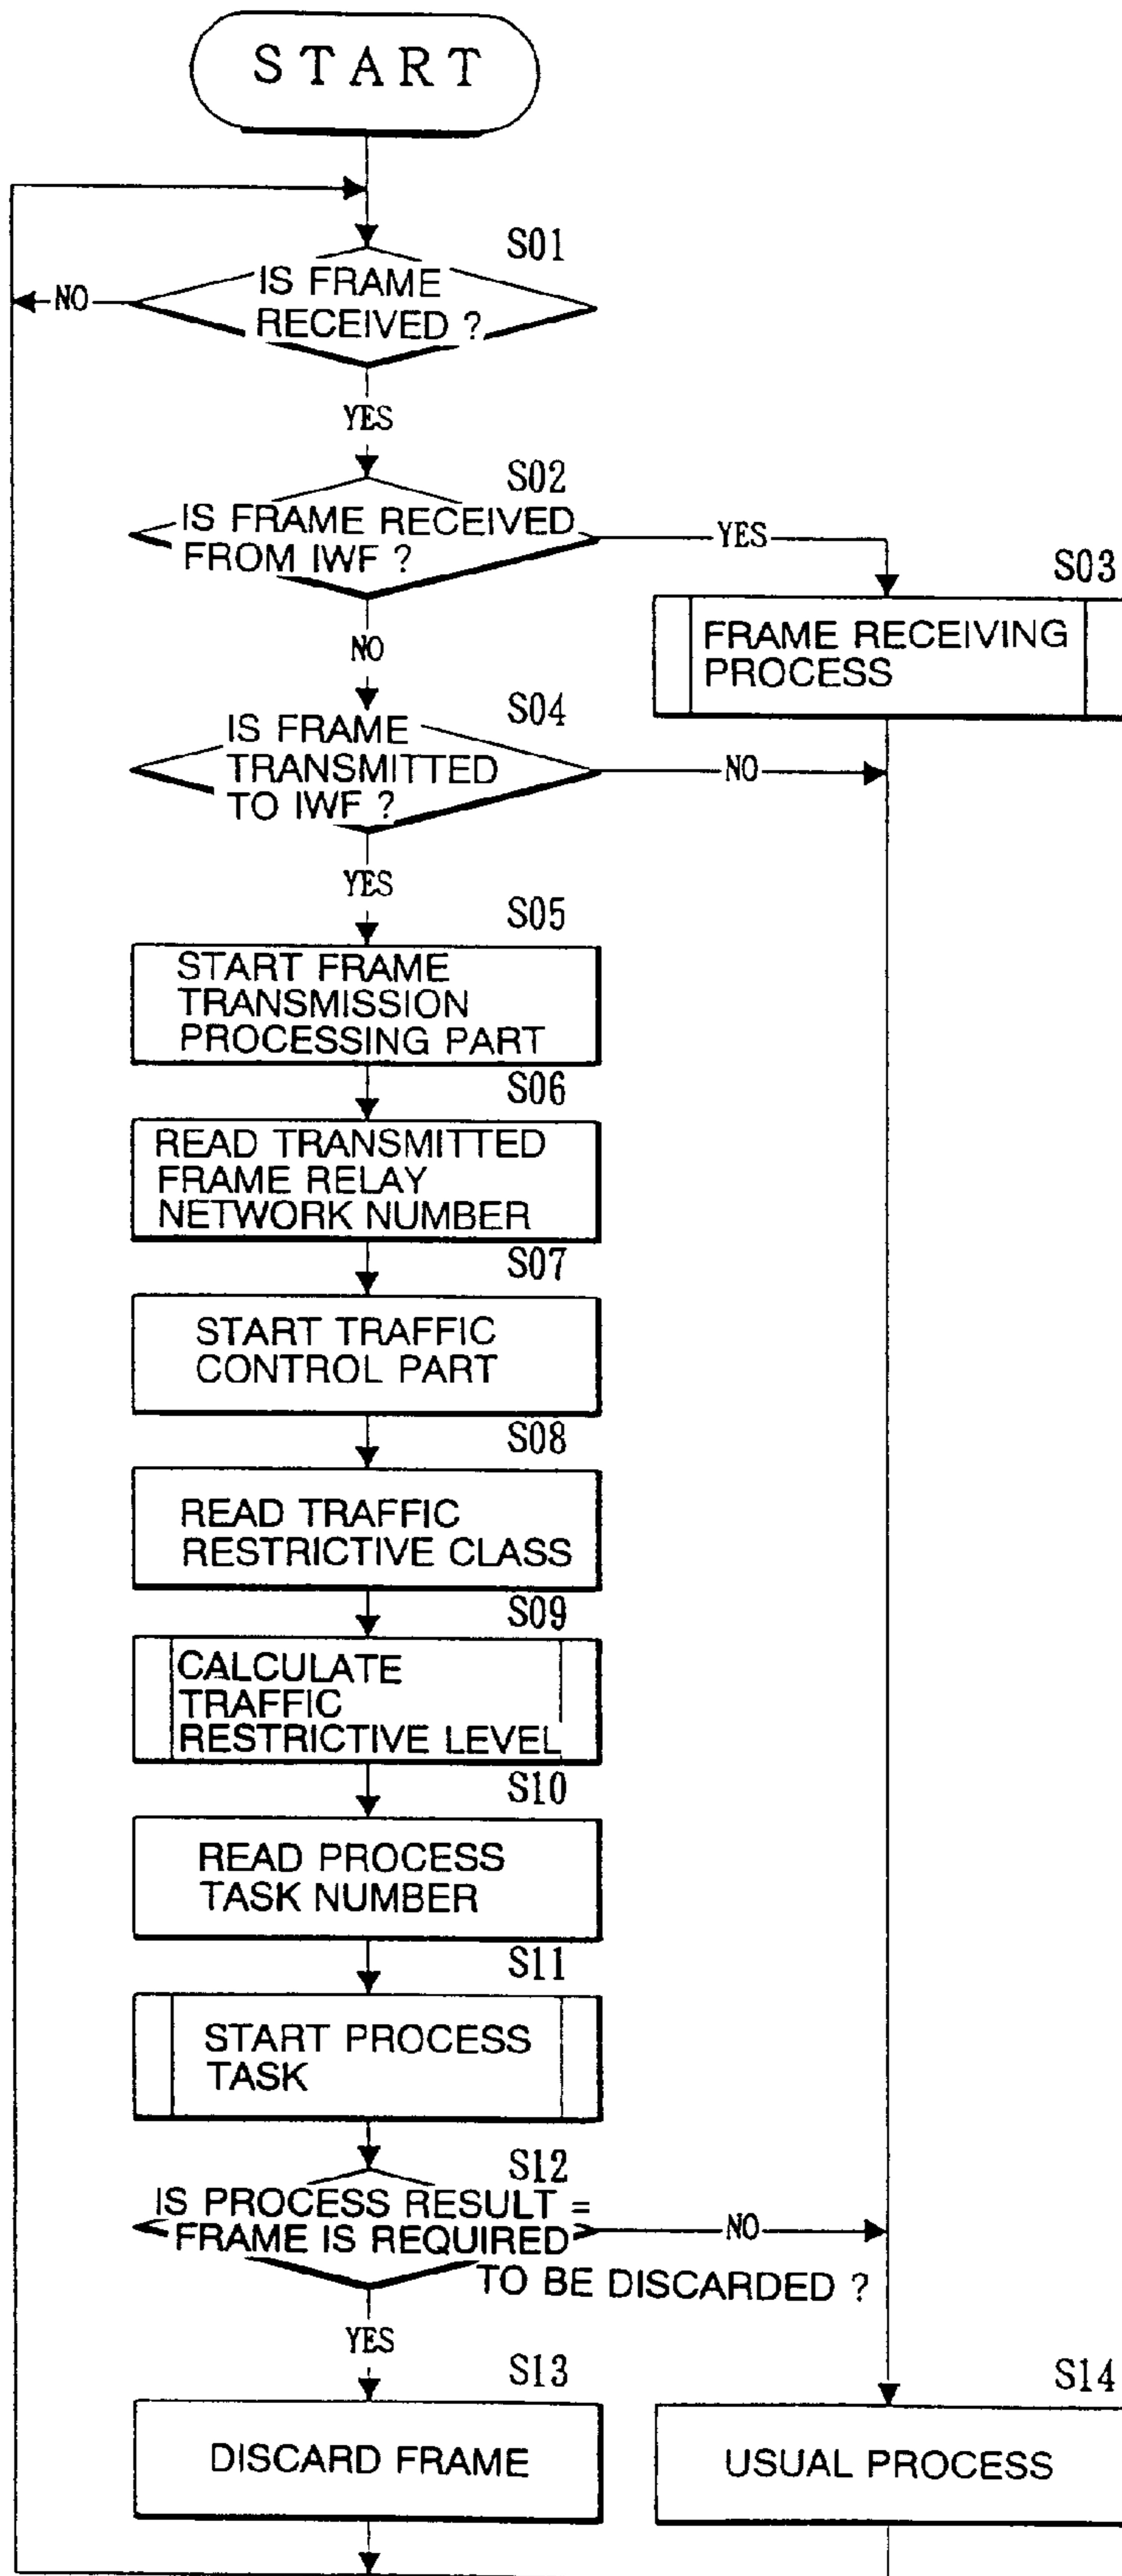 START
S01
IS FRAME
RECEIVED ?
NO
YES
S02
IS FRAME RECEIVED
FROM IWF ?
YES
S03
FRAME RECEIVING
PROCESS
NO
S04
IS FRAME
TRANSMITTED
TO IWF ?
NO
YES
S05
START FRAME
TRANSMISSION
PROCESSING PART
S06
READ TRANSMITTED
FRAME RELAY
NETWORK NUMBER
S07
START TRAFFIC
CONTROL PART
S08
READ TRAFFIC
RESTRICTIVE CLASS
S09
CALCULATE
TRAFFIC
RESTRICTIVE LEVEL
S10
READ PROCESS
TASK NUMBER
S11
START PROCESS
TASK
S12
IS PROCESS RESULT =
FRAME IS REQUIRED
TO BE DISCARDED ?
NO
YES
S13
DISCARD FRAME
S14
USUAL PROCESS